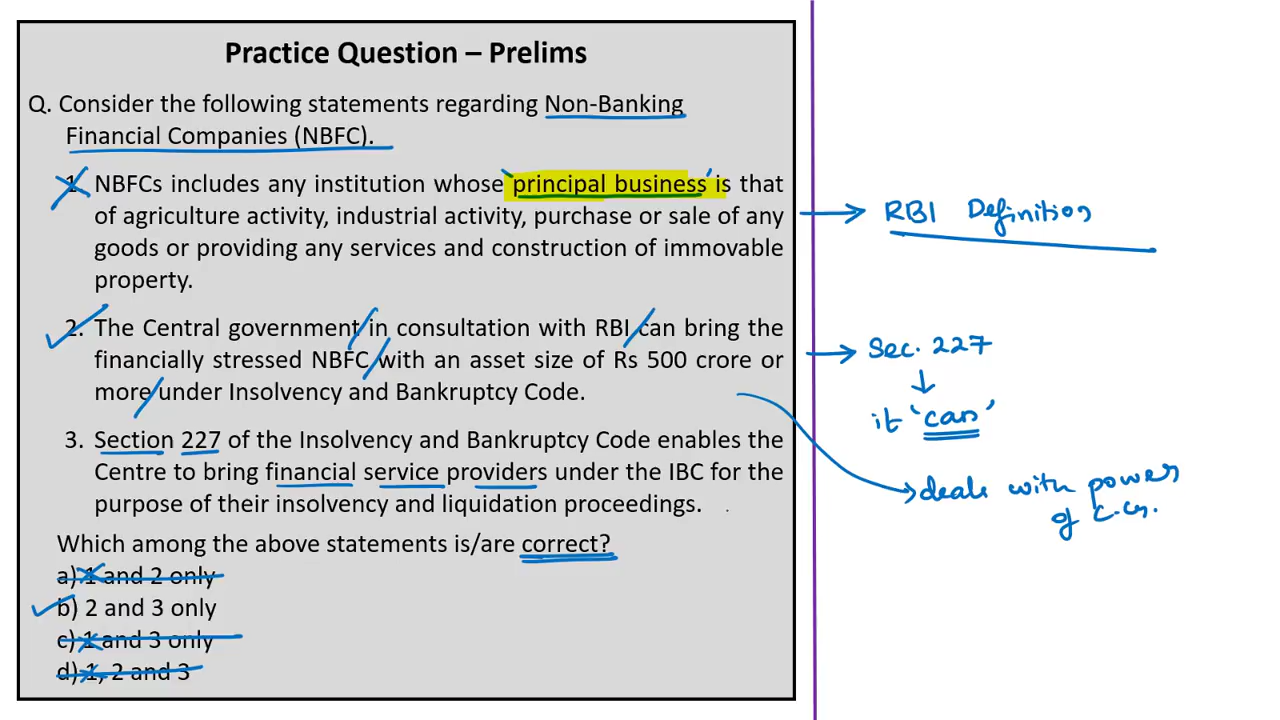 Practice Question – Prelims
Q. Consider the following statements regarding Non-Banking
Financial Companies (NBFC).
1. NBFCs includes any institution whose principal business is that
of agriculture activity, industrial activity, purchase or sale of any
goods or providing any services and construction of immovable
property.
2. The Central government in consultation with RBI can bring the
financially stressed NBFC with an asset size of Rs 500 crore or
more under Insolvency and Bankruptcy Code.
3. Section 227 of the Insolvency and Bankruptcy Code enables the
Centre to bring financial service providers under the IBC for the
purpose of their insolvency and liquidation proceedings.
Which among the above statements is/are correct?
a) 1 and 2 only
b) 2 and 3 only
c) 1 and 3 only
d) 1, 2 and 3
RBI Definition
Sec. 227
it 'can'
deals with power
of C.G.